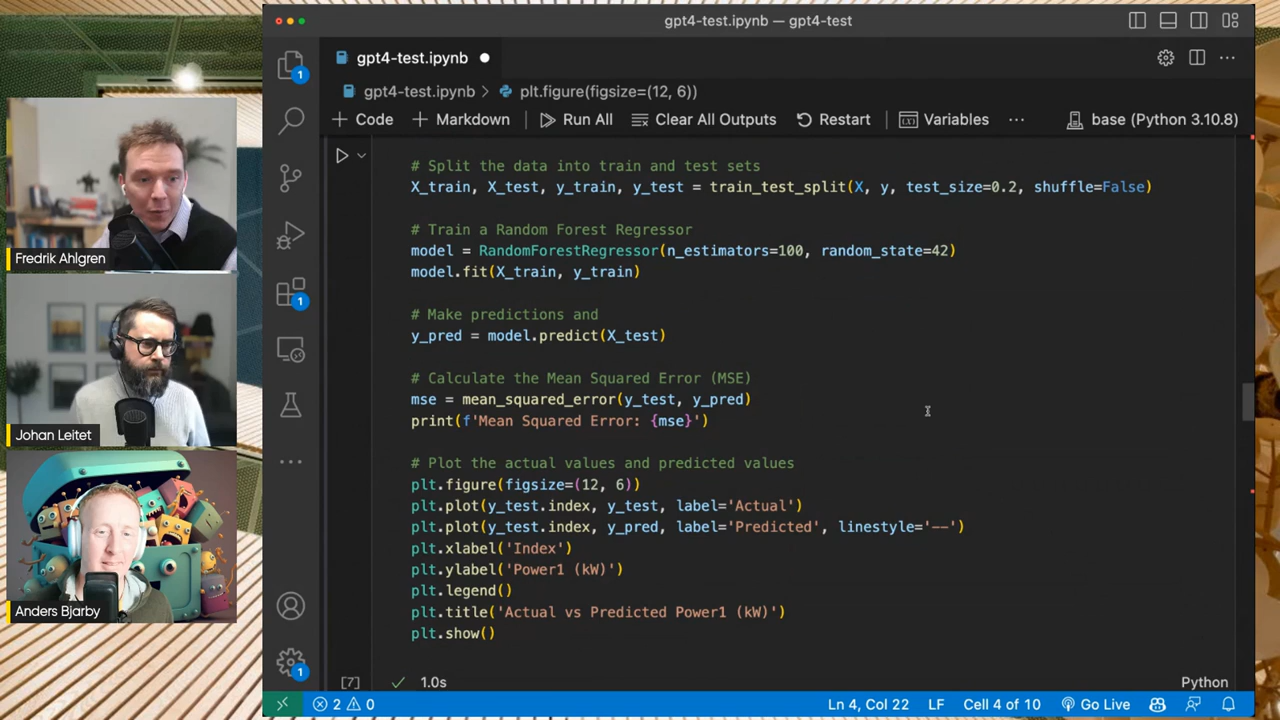 gpt4-test.ipynb — gpt4-test
gpt4-test.ipynb
gpt4-test.ipynb > plt.figure(figsize=(12, 6))
+ Code + Markdown Run All Clear All Outputs Restart Variables ... base (Python 3.10.8)
# Split the data into train and test sets
X_train, X_test, y_train, y_test = train_test_split(X, y, test_size=0.2, shuffle=False)
# Train a Random Forest Regressor
model = RandomForestRegressor(n_estimators=100, random_state=42)
model.fit(X_train, y_train)
# Make predictions and
y_pred = model.predict(X_test)
# Calculate the Mean Squared Error (MSE)
mse = mean_squared_error(y_test, y_pred)
print(f'Mean Squared Error: {mse}')
# Plot the actual values and predicted values
plt.figure(figsize=(12, 6))
plt.plot(y_test.index, y_test, label='Actual')
plt.plot(y_test.index, y_pred, label='Predicted', linestyle='--')
plt.xlabel('Index')
plt.ylabel('Power1 (kW)')
plt.legend()
plt.title('Actual vs Predicted Power1 (kW)')
plt.show()
[7] 1.0s Python
2 0 Ln 4, Col 22 LF Cell 4 of 10 Go Live
1
1
1
Fredrik Ahlgren
Johan Leitet
Anders Bjarby